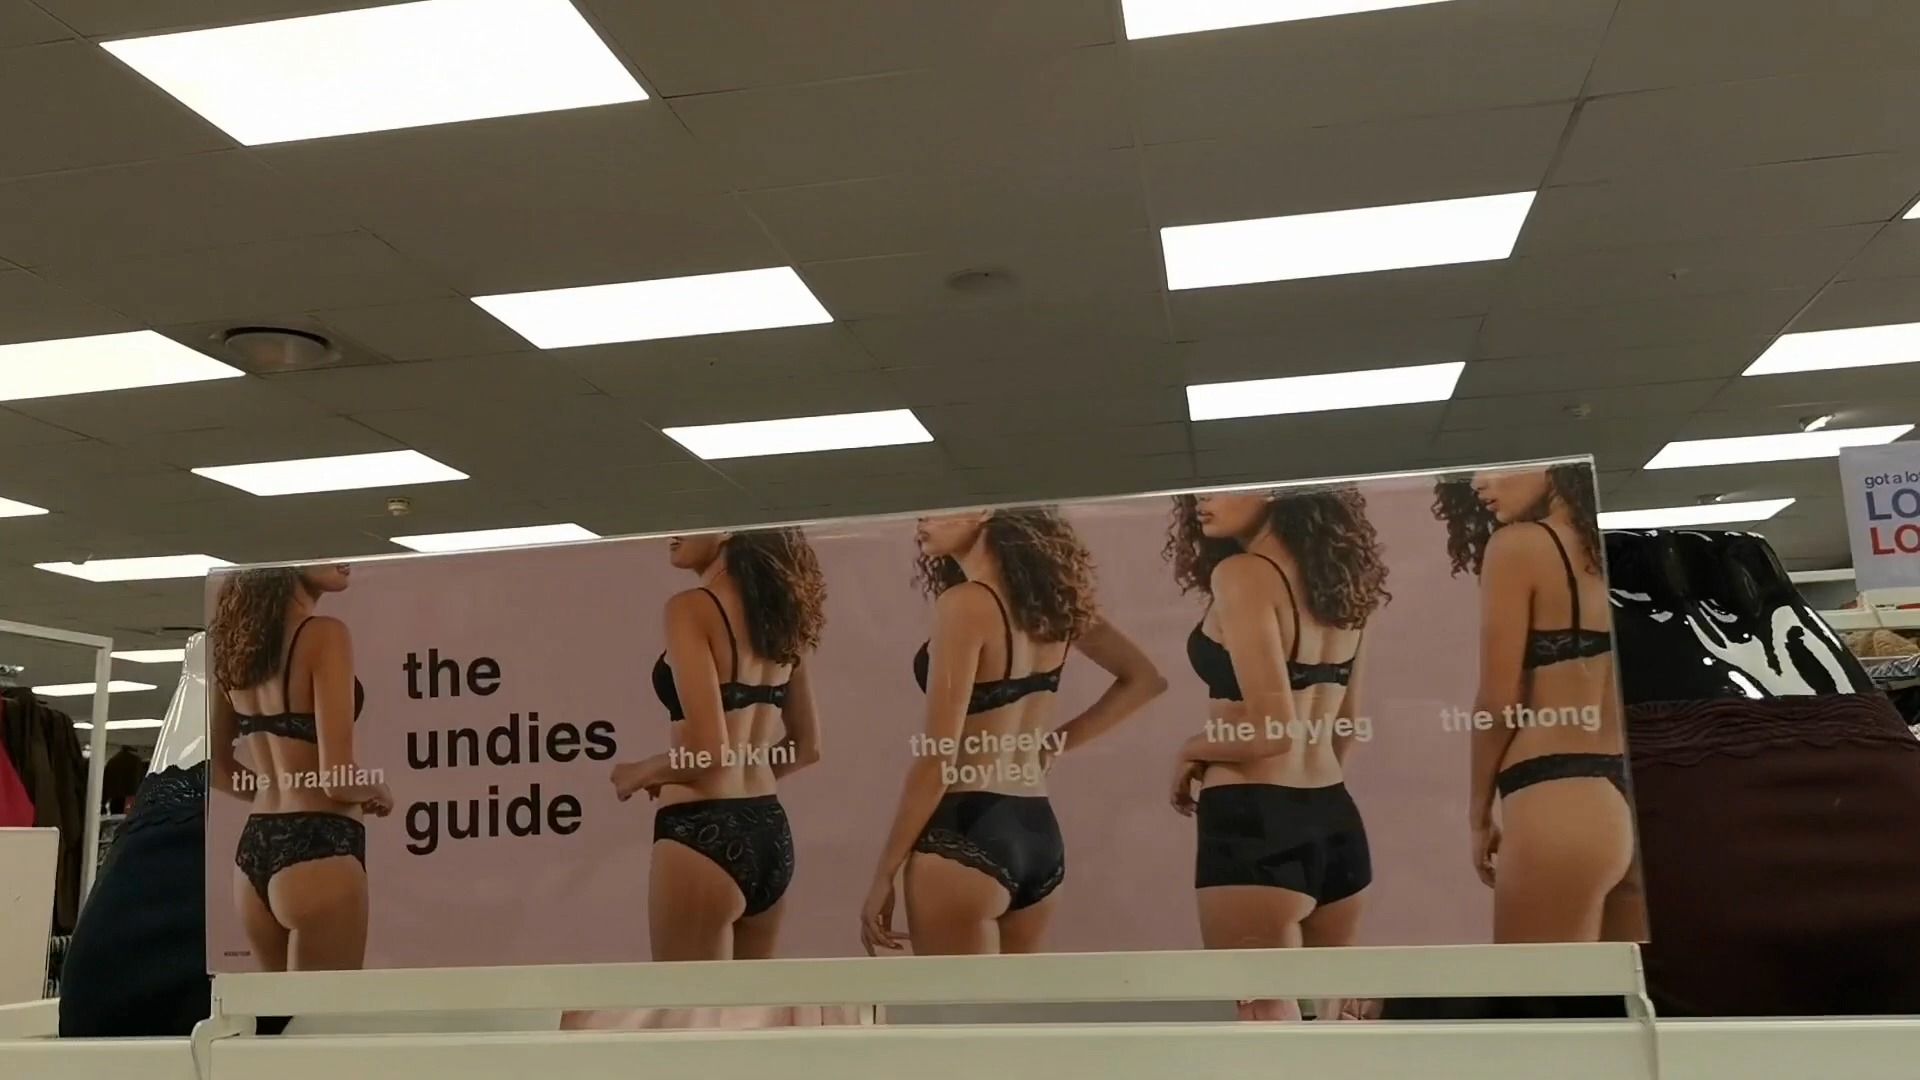 the brazilian
the
undies
guide
the bikini
the cheeky
boyleg
the boyleg
the thong
got a lo
LO
LO